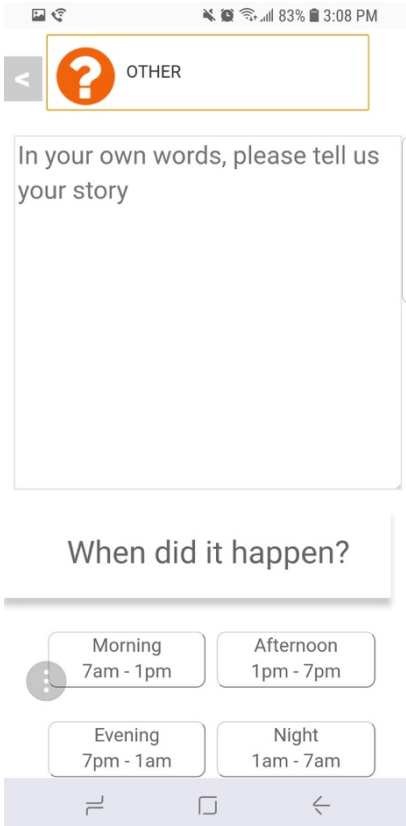 83% 3:08 PM
<
?
OTHER
In your own words, please tell us
your story
When did it happen?
Morning
7am - 1pm
Afternoon
1pm - 7pm
Evening
7pm - 1am
Night
1am - 7am